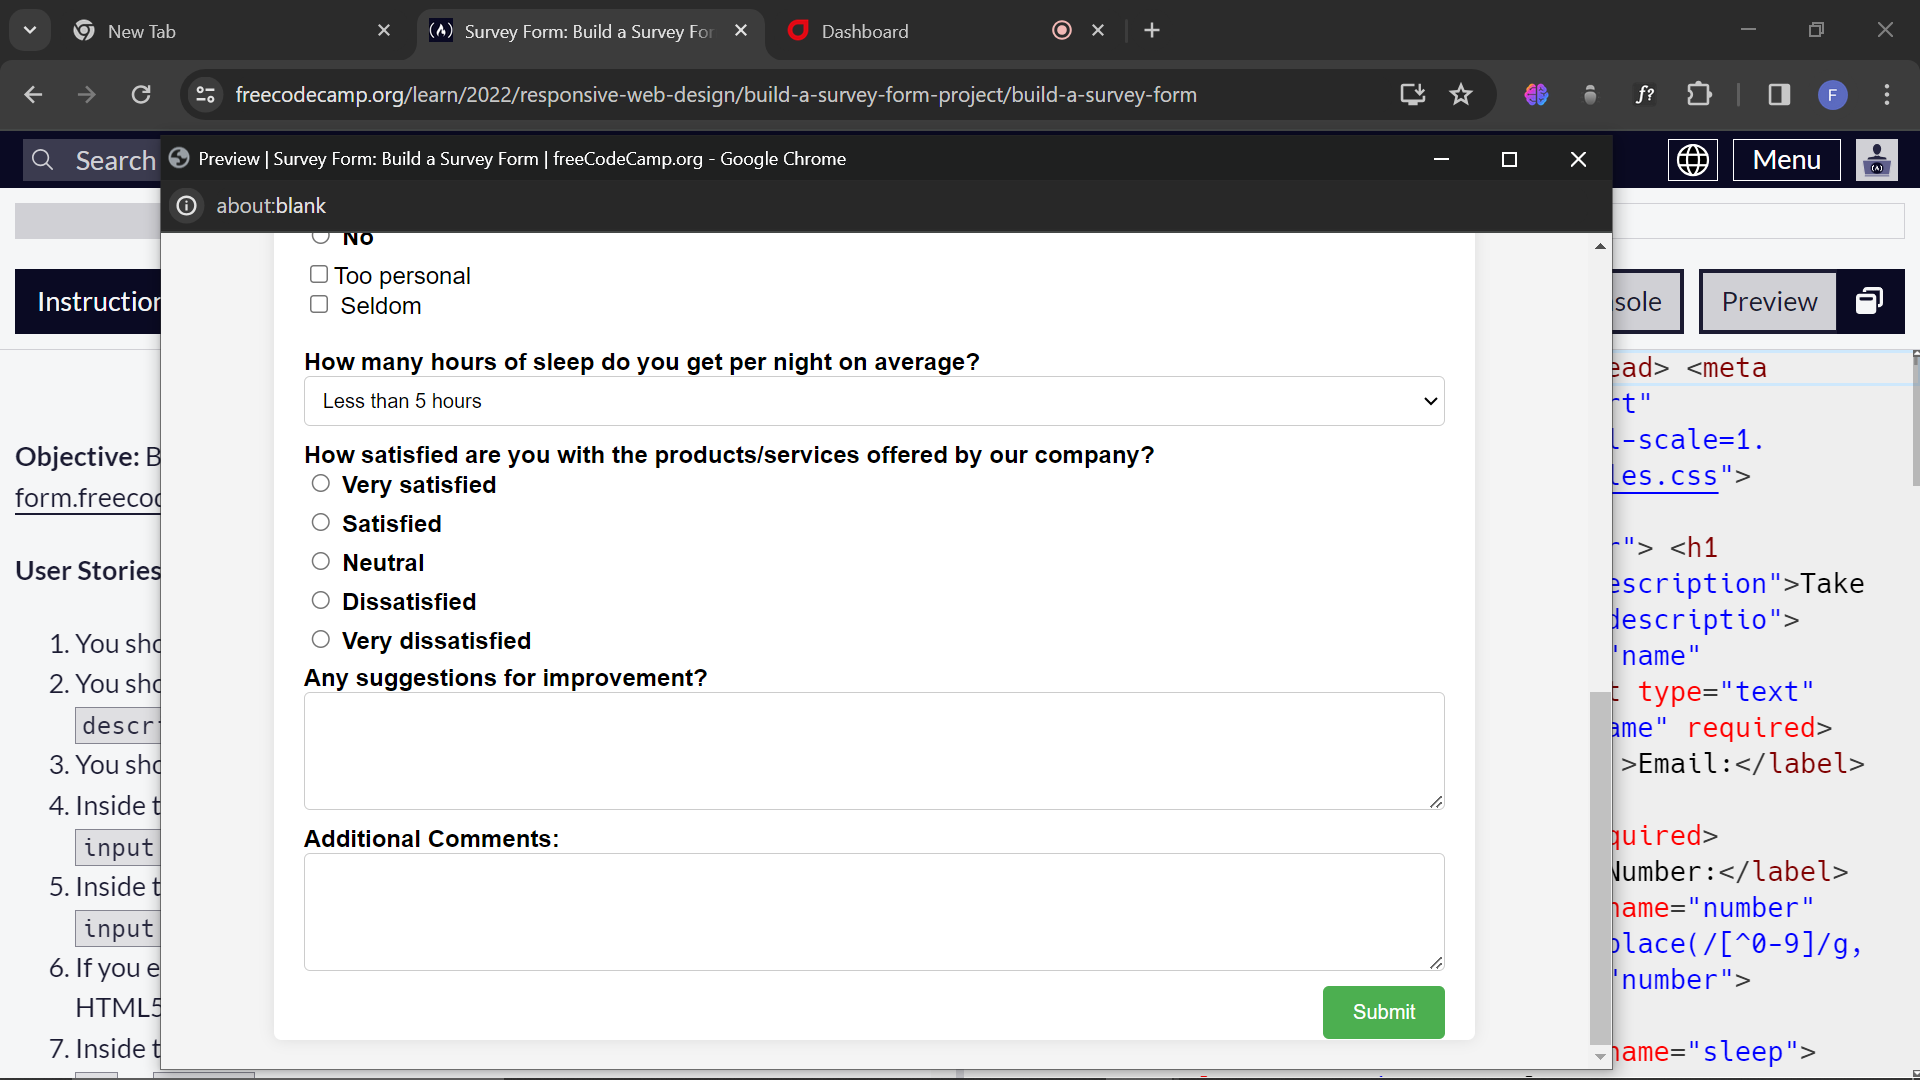 New Tab
Survey Form: Build a Survey For
Dashboard
freecodecamp.org/learn/2022/responsive-web-design/build-a-survey-form-project/build-a-survey-form
f?
F
Search
Preview | Survey Form: Build a Survey Form | freeCodeCamp.org - Google Chrome
Menu
about:blank
No
Too personal
Seldom
Instruction
sole
Preview
How many hours of sleep do you get per night on average?
Less than 5 hours
How satisfied are you with the products/services offered by our company?
Very satisfied
Satisfied
Neutral
Dissatisfied
Very dissatisfied
Any suggestions for improvement?
Additional Comments:
Submit
Objective: B
form.freecod
User Stories
1. You sho
2. You sho
descri
3. You sho
4. Inside t
input
5. Inside t
input
6. If you e
HTML5
7. Inside t
ead> <meta
rt"
l-scale=1.
les.css">
r"> <h1
escription">Take
descriptio">
"name"
t type="text"
ame" required>
>Email:</label>
quired>
Number:</label>
name="number"
place(/[^0-9]/g,
"number">
name="sleep">